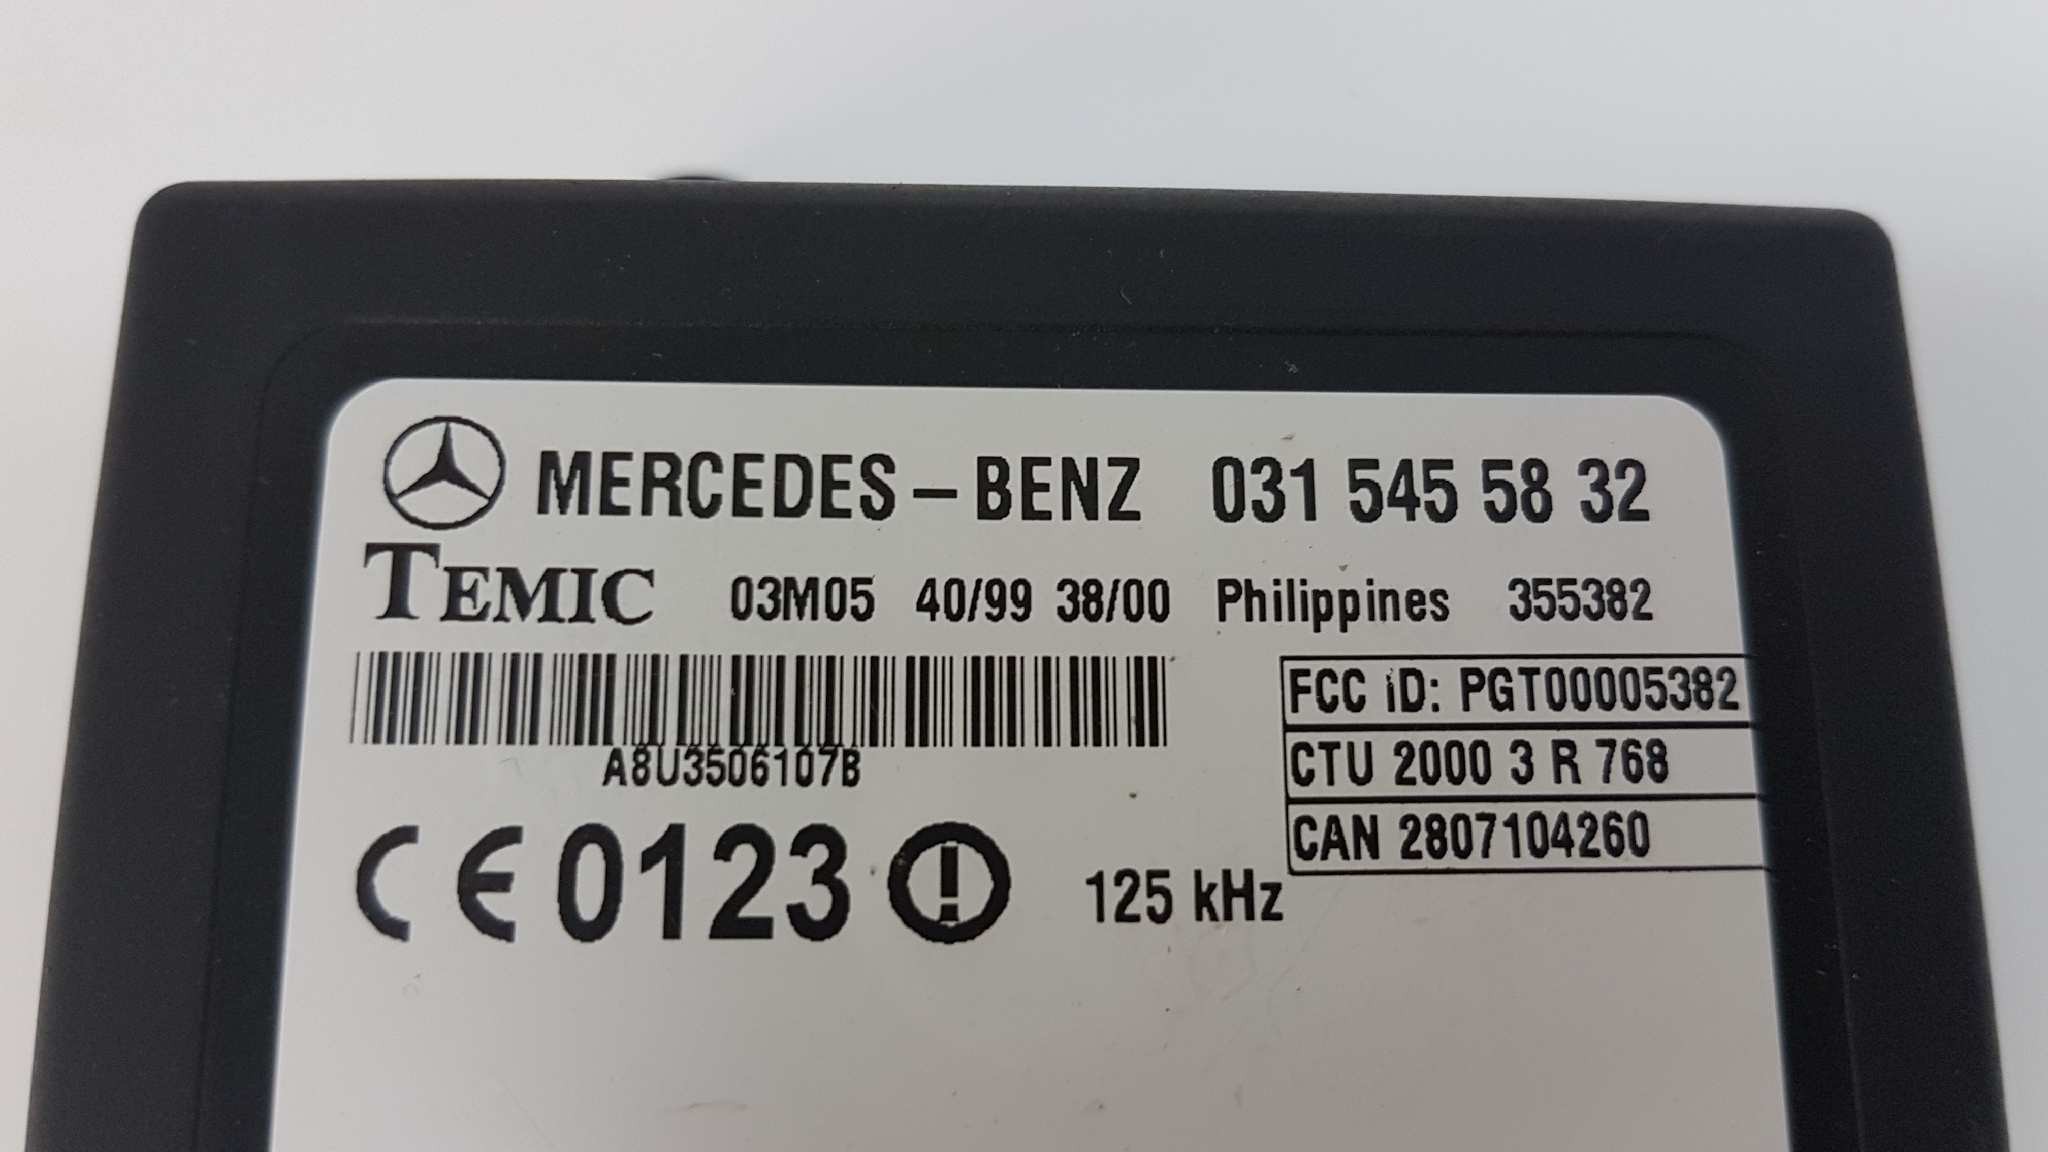 MERCEDES-BENZ 031 545 58 32
TEMIC 03M05 40/99 38/00 Philippines 355382
FCC ID: PGT00005382
CTU 2000 3 R 768
CAN 2807104260
A8U3506107B
CE 0123 125 kHz